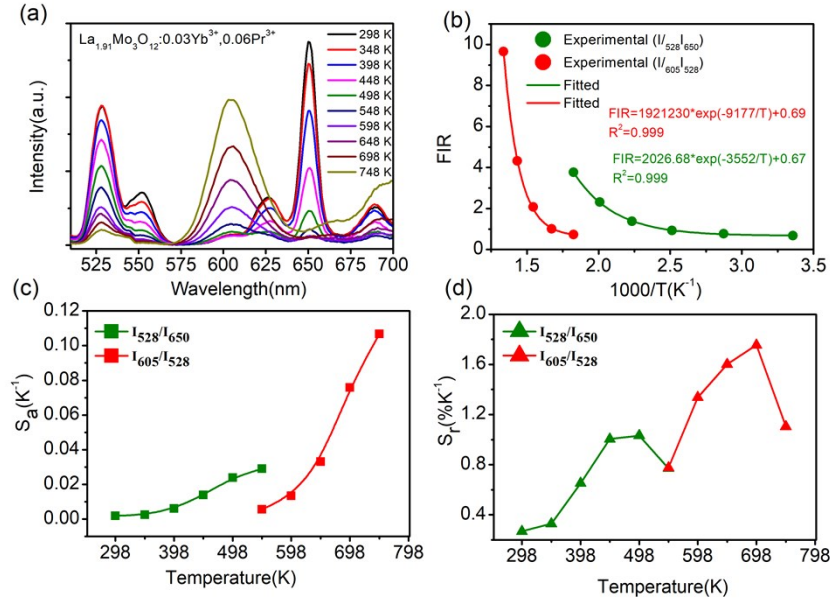 (a)
La1.91Mo3O12:0.03Yb3+,0.06Pr3+
298 K
348 K
398 K
448 K
498 K
548 K
598 K
648 K
698 K
748 K
Intensity(a.u.)
525 550 575 600 625 650 675 700
Wavelength(nm)
(b)
10
8
6
4
2
0
FIR
Experimental (I/528I650)
Experimental (I/605I528)
Fitted
Fitted
FIR=1921230*exp(-9177/T)+0.69
R2=0.999
FIR=2026.68*exp(-3552/T)+0.67
R2=0.999
1.5 2.0 2.5 3.0 3.5
1000/T(K-1)
(c)
0.12
0.10
0.08
0.06
0.04
0.02
0.00
Sa(K-1)
I528/I650
I605/I528
298 398 498 598 698 798
Temperature(K)
(d)
2.0
1.6
1.2
0.8
0.4
Sr(%K-1)
I528/I650
I605/I528
298 398 498 598 698 798
Temperature(K)